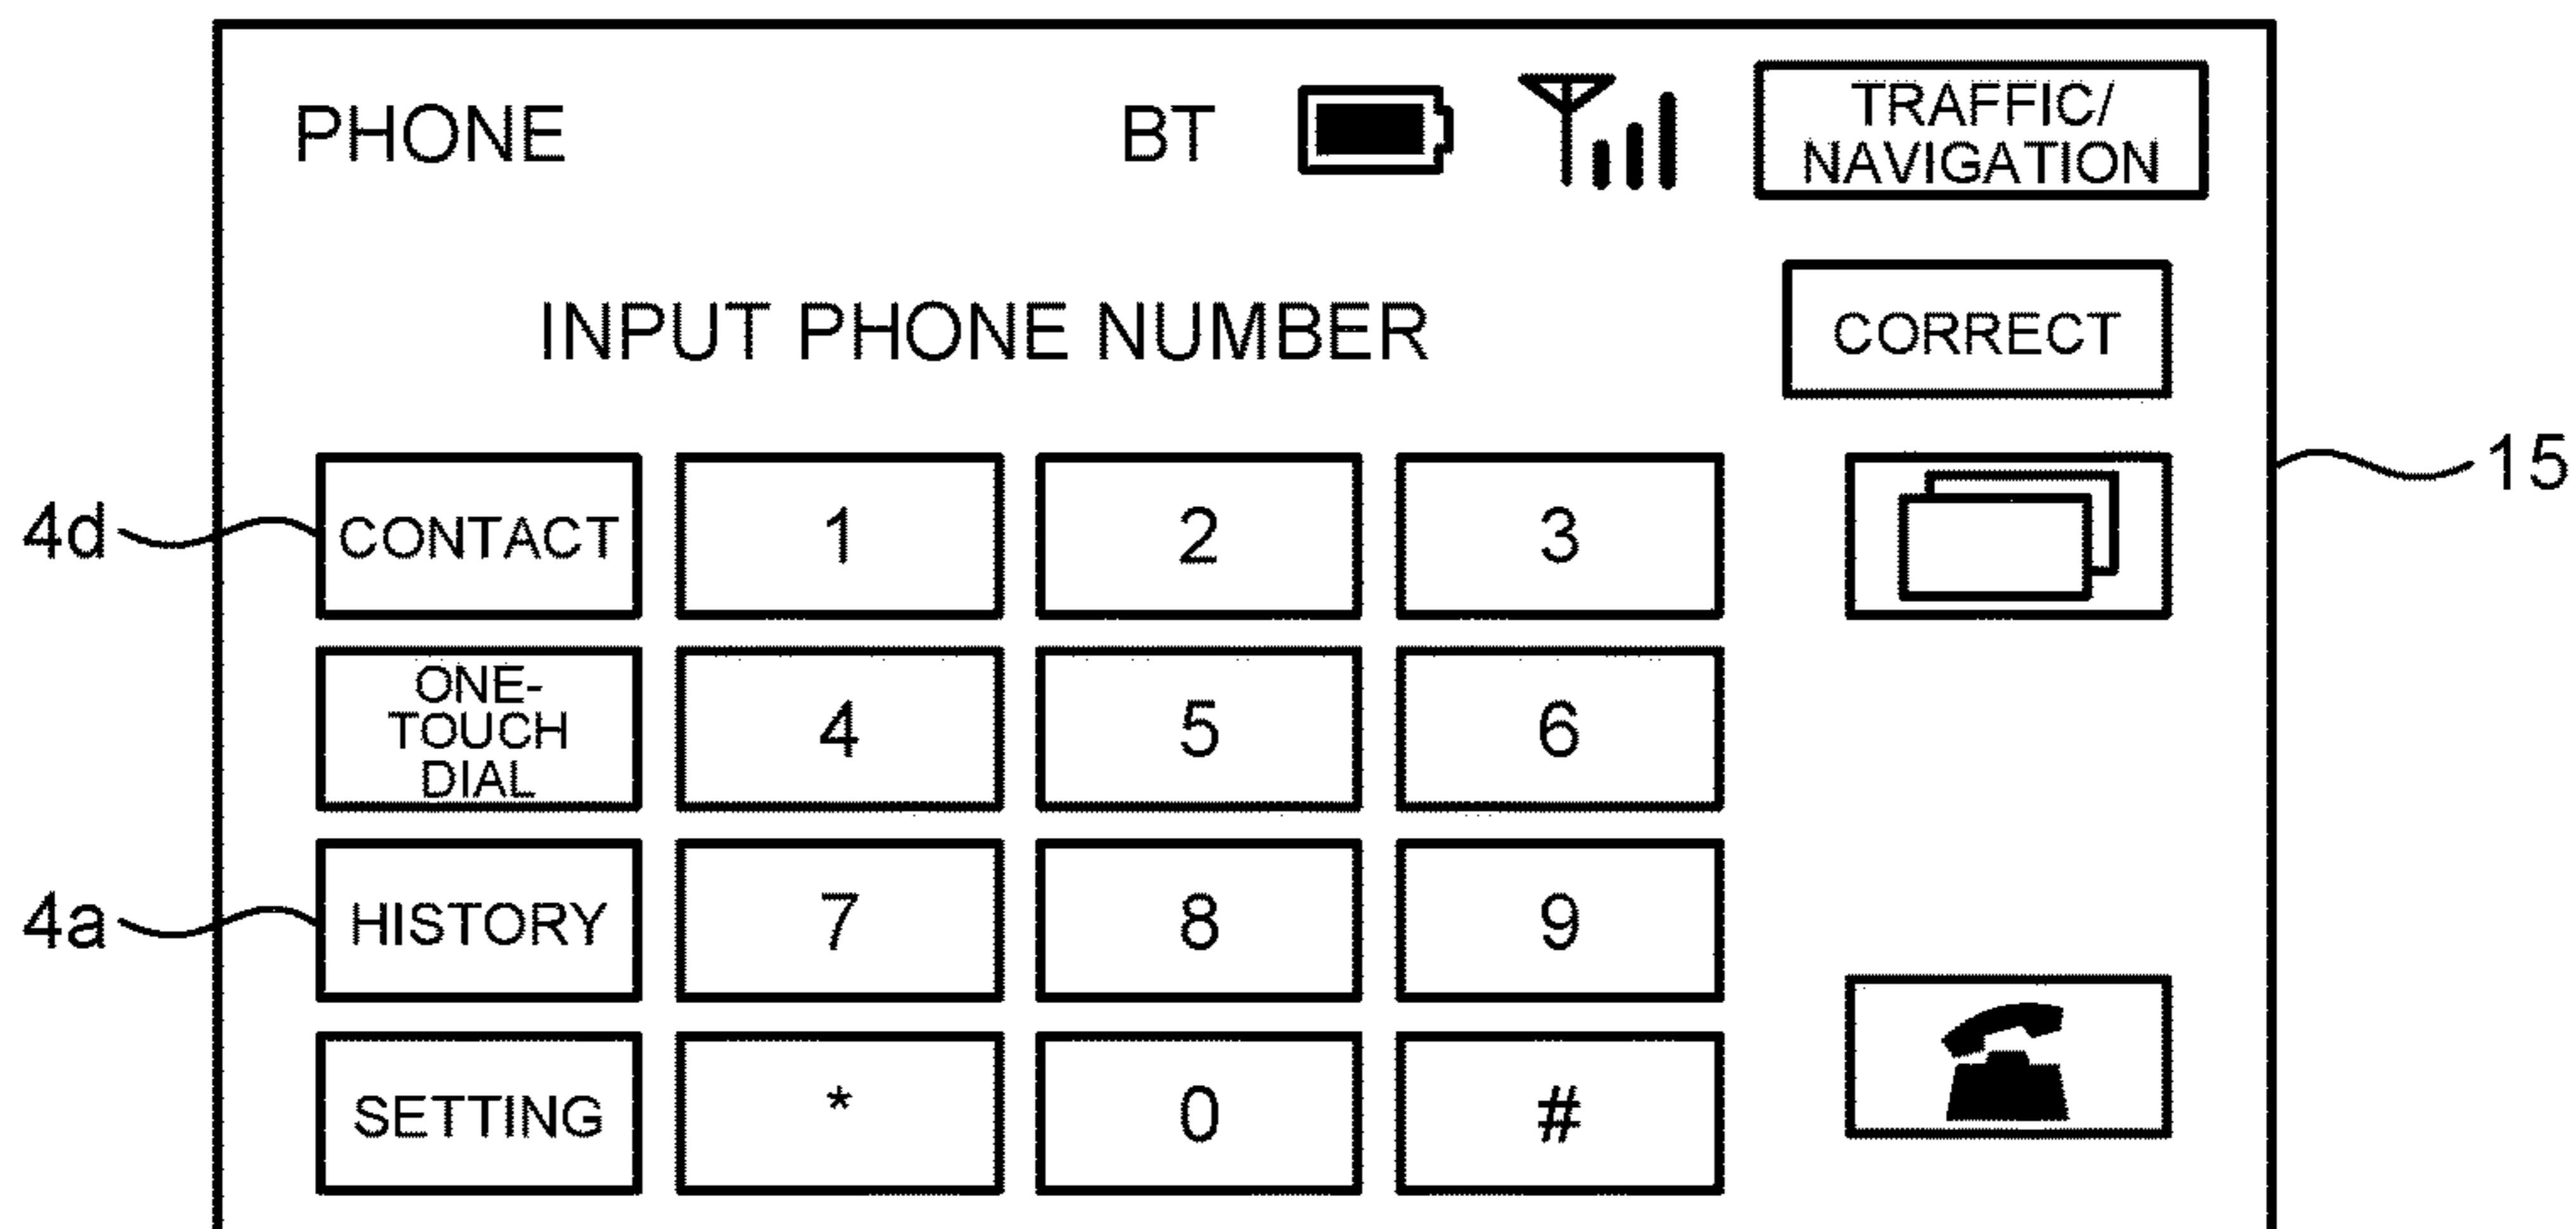 PHONE
BT
TRAFFIC/
NAVIGATION
INPUT PHONE NUMBER
CORRECT
15
4d
CONTACT
1
2
3
ONE-
TOUCH
DIAL
4
5
6
4a
HISTORY
7
8
9
SETTING
*
0
#